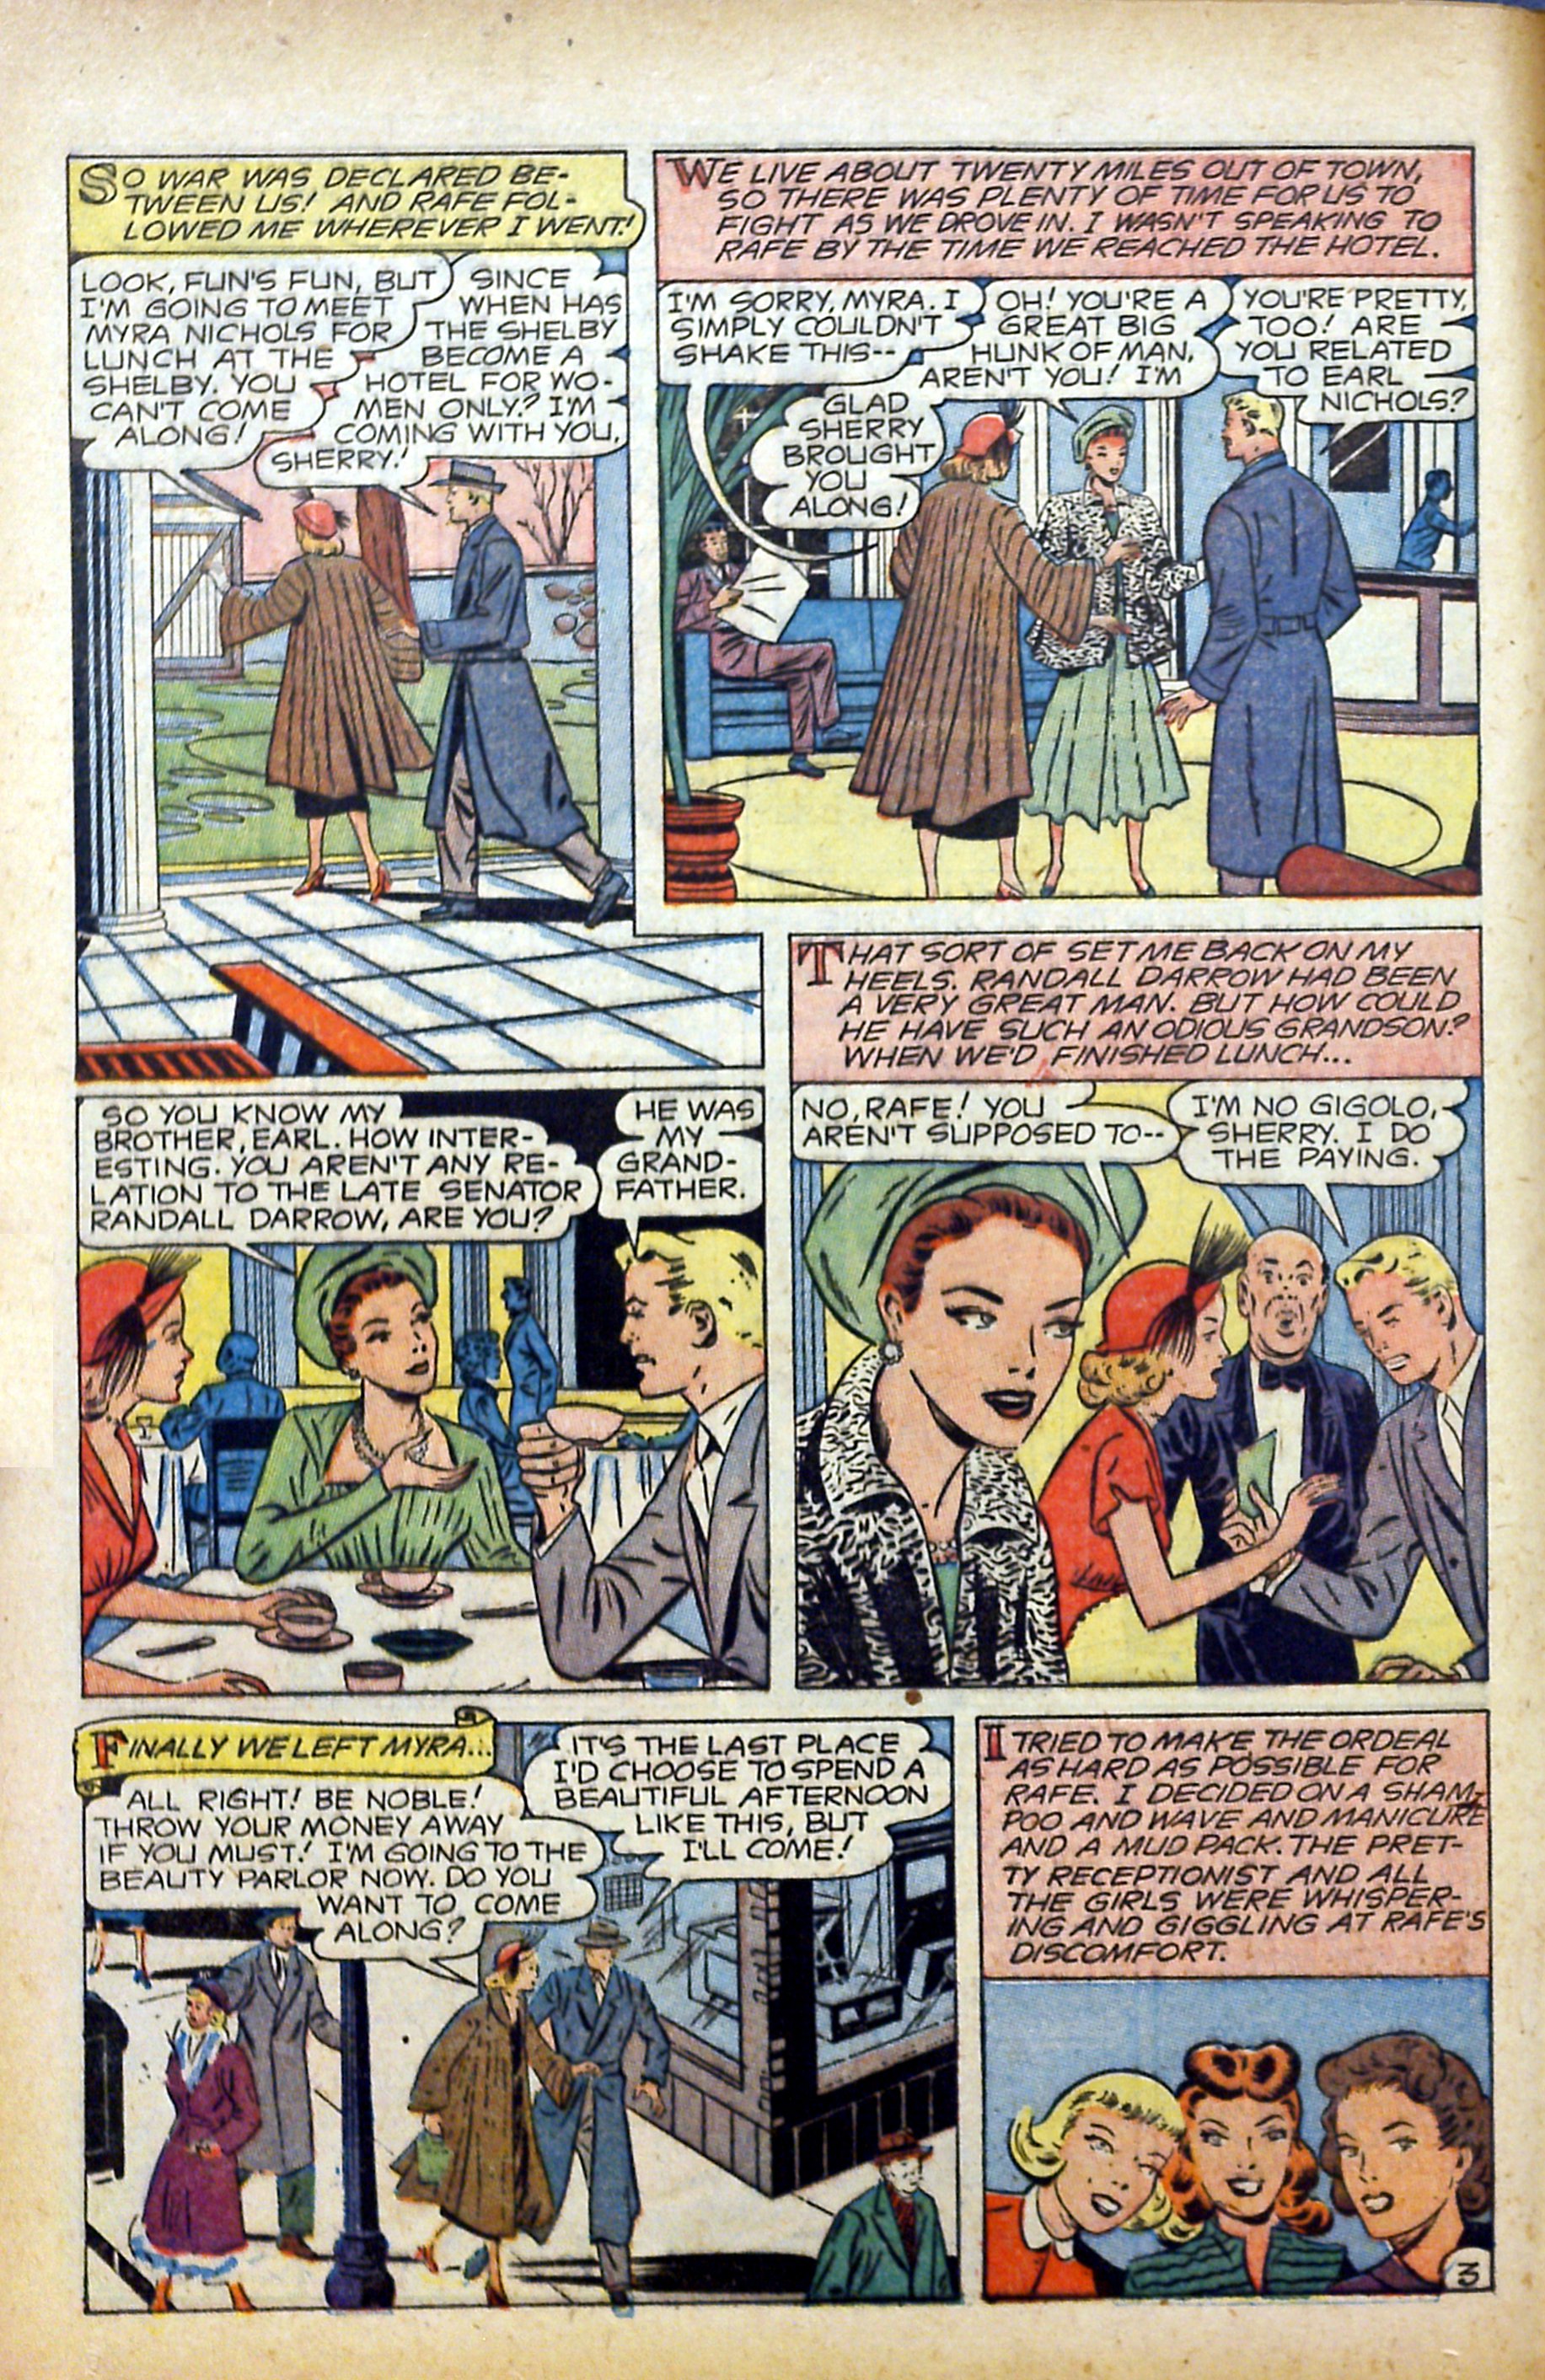 SO WAR WAS DECLARED BE-
TWEEN US! AND RAFE FOL-
LOWED ME WHEREVER I WENT!
LOOK, FUN'S FUN, BUT
I'M GOING TO MEET
MYRA NICHOLS FOR
LUNCH AT THE
SHELBY. YOU
CAN'T COME
ALONG!
SINCE
WHEN HAS
THE SHELBY
BECOME A
HOTEL FOR WO-
MEN ONLY? I'M
COMING WITH YOU,
SHERRY!
WE LIVE ABOUT TWENTY MILES OUT OF TOWN,
SO THERE WAS PLENTY OF TIME FOR US TO
FIGHT AS WE DROVE IN. I WASN'T SPEAKING TO
RAFE BY THE TIME WE REACHED THE HOTEL.
I'M SORRY, MYRA. I
SIMPLY COULDN'T
SHAKE THIS--
OH! YOU'RE A
GREAT BIG
HUNK OF MAN,
AREN'T YOU! I'M
GLAD
SHERRY
BROUGHT
YOU
ALONG!
YOU'RE PRETTY,
TOO! ARE
YOU RELATED
TO EARL
NICHOLS?
SO YOU KNOW MY
BROTHER, EARL. HOW INTER-
ESTING. YOU AREN'T ANY RE-
LATION TO THE LATE SENATOR
RANDALL DARROW, ARE YOU?
HE WAS
MY
GRAND-
FATHER.
THAT SORT OF SET ME BACK ON MY
HEELS. RANDALL DARROW HAD BEEN
A VERY GREAT MAN. BUT HOW COULD
HE HAVE SUCH AN ODIOUS GRANDSON?
WHEN WE'D FINISHED LUNCH...
NO, RAFE! YOU
AREN'T SUPPOSED TO--
I'M NO GIGOLO,
SHERRY. I DO
THE PAYING.
FINALLY WE LEFT MYRA...
ALL RIGHT! BE NOBLE!
THROW YOUR MONEY AWAY
IF YOU MUST! I'M GOING TO THE
BEAUTY PARLOR NOW. DO YOU
WANT TO COME
ALONG?
IT'S THE LAST PLACE
I'D CHOOSE TO SPEND A
BEAUTIFUL AFTERNOON
LIKE THIS, BUT
I'LL COME!
I TRIED TO MAKE THE ORDEAL
AS HARD AS POSSIBLE FOR
RAFE. I DECIDED ON A SHAM-
POO AND WAVE AND MANICURE
AND A MUD PACK. THE PRET-
TY RECEPTIONIST AND ALL
THE GIRLS WERE WHISPER-
ING AND GIGGLING AT RAFE'S
DISCOMFORT.
3